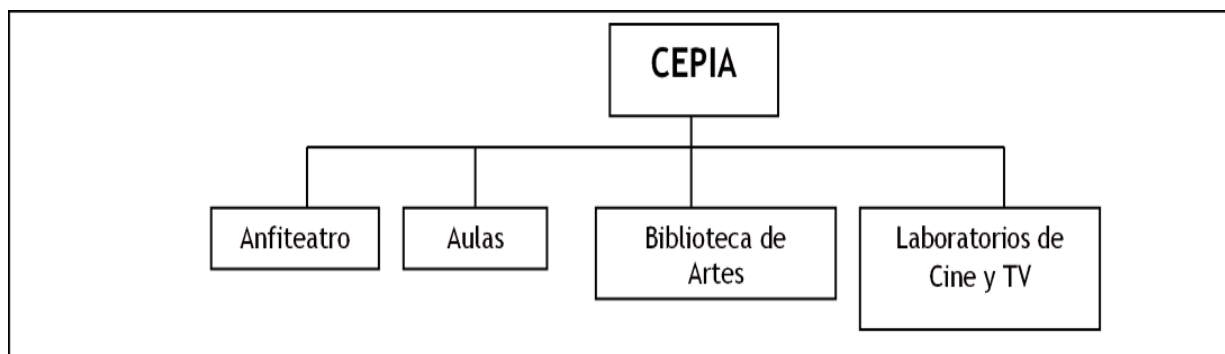 CEPIA
Anfiteatro
Aulas
Biblioteca de
Artes
Laboratorios de
Cine y TV